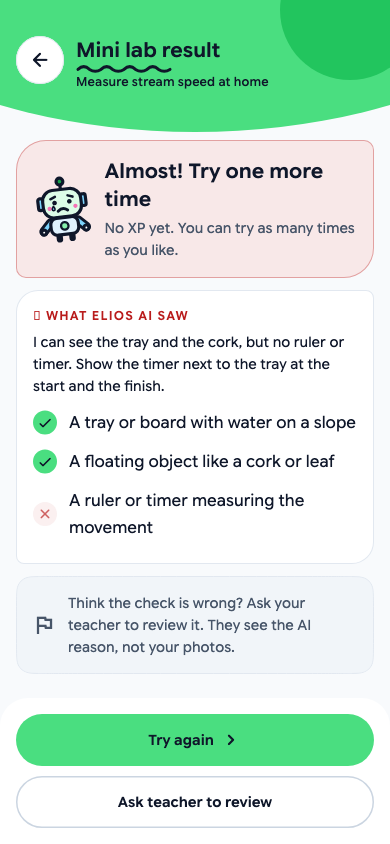 Mini lab result
Measure stream speed at home
Almost! Try one more
time
No XP yet. You can try as many times
as you like.
WHAT ELIOS AI SAW
I can see the tray and the cork, but no ruler or
timer. Show the timer next to the tray at the
start and the finish.
A tray or board with water on a slope
A floating object like a cork or leaf
A ruler or timer measuring the
movement
Think the check is wrong? Ask your
teacher to review it. They see the AI
reason, not your photos.
Try again
Ask teacher to review